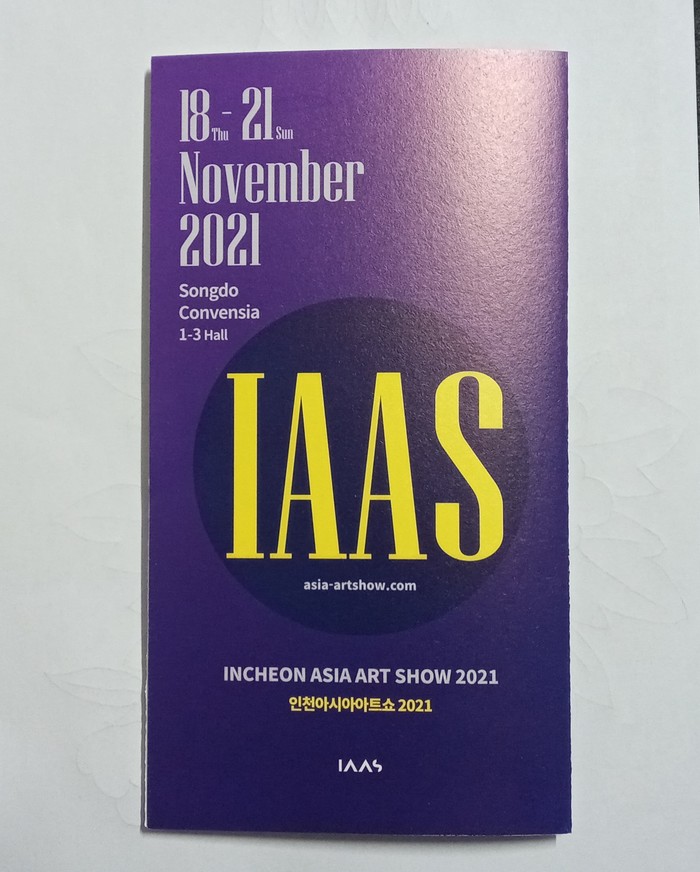 18 Thu - 21 Sun
November
2021
Songdo
Convensia
1-3 Hall
IAAS
asia-artshow.com
INCHEON ASIA ART SHOW 2021
인천아시아아트쇼 2021
IAAS